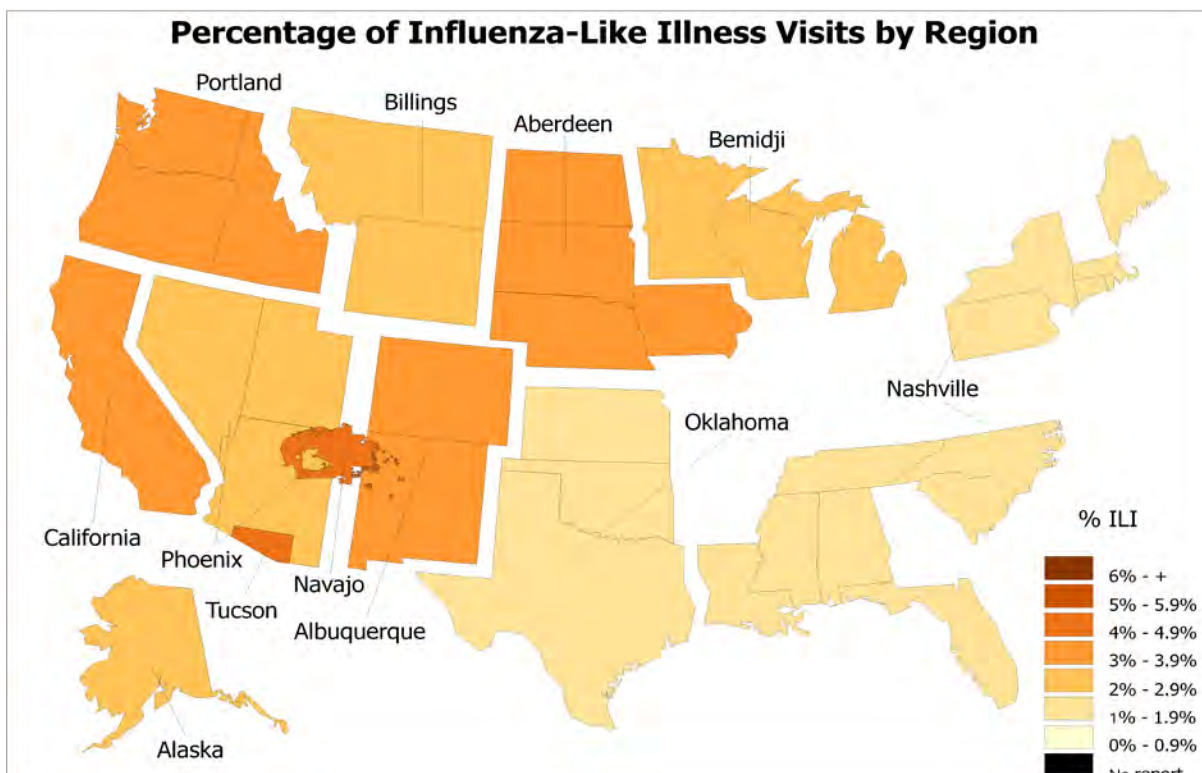 Percentage of Influenza-Like Illness Visits by Region
Portland
Billings
Aberdeen
Bemidji
Nashville
Oklahoma
California
Phoenix
Navajo
Tucson
Albuquerque
Alaska
% ILI
6% - +
5% - 5.9%
4% - 4.9%
3% - 3.9%
2% - 2.9%
1% - 1.9%
0% - 0.9%
No report